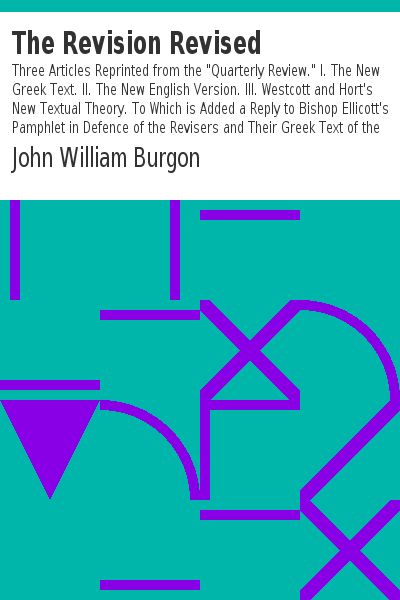 The Revision Revised
Three Articles Reprinted from the "Quarterly Review." I. The New
Greek Text. II. The New English Version. III. Westcott and Hort's
New Textual Theory. To Which is Added a Reply to Bishop Ellicott's
Pamphlet in Defence of the Revisers and Their Greek Text of the
John William Burgon